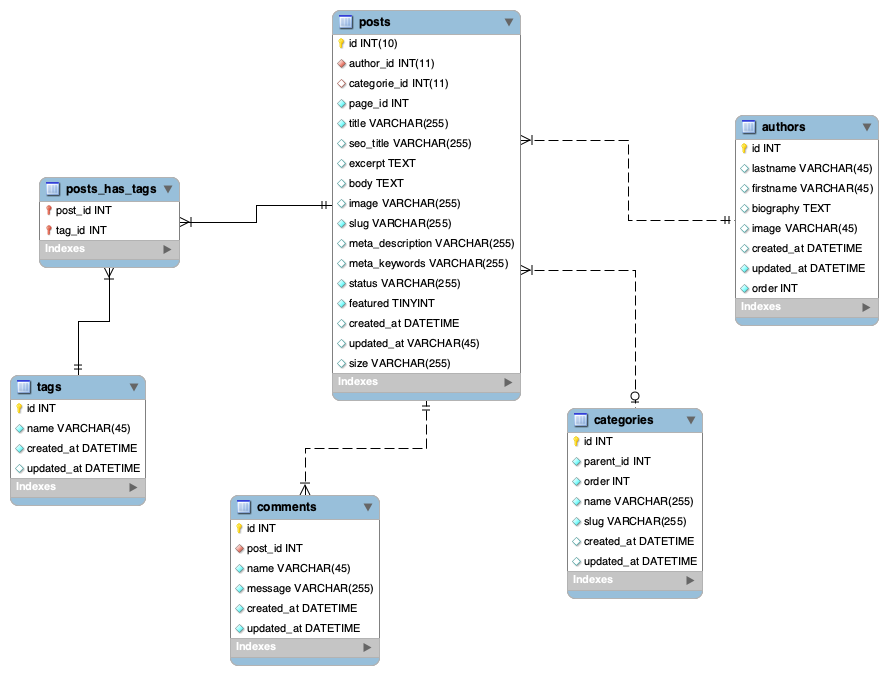 posts
id INT(10)
author_id INT(11)
categorie_id INT(11)
page_id INT
title VARCHAR(255)
seo_title VARCHAR(255)
excerpt TEXT
body TEXT
image VARCHAR(255)
slug VARCHAR(255)
meta_description VARCHAR(255)
meta_keywords VARCHAR(255)
status VARCHAR(255)
featured TINYINT
created_at DATETIME
updated_at VARCHAR(45)
size VARCHAR(255)
Indexes
authors
id INT
lastname VARCHAR(45)
firstname VARCHAR(45)
biography TEXT
image VARCHAR(45)
created_at DATETIME
updated_at DATETIME
order INT
Indexes
posts_has_tags
post_id INT
tag_id INT
Indexes
tags
id INT
name VARCHAR(45)
created_at DATETIME
updated_at DATETIME
Indexes
comments
id INT
post_id INT
name VARCHAR(45)
message VARCHAR(255)
created_at DATETIME
updated_at DATETIME
Indexes
categories
id INT
parent_id INT
order INT
name VARCHAR(255)
slug VARCHAR(255)
created_at DATETIME
updated_at DATETIME
Indexes